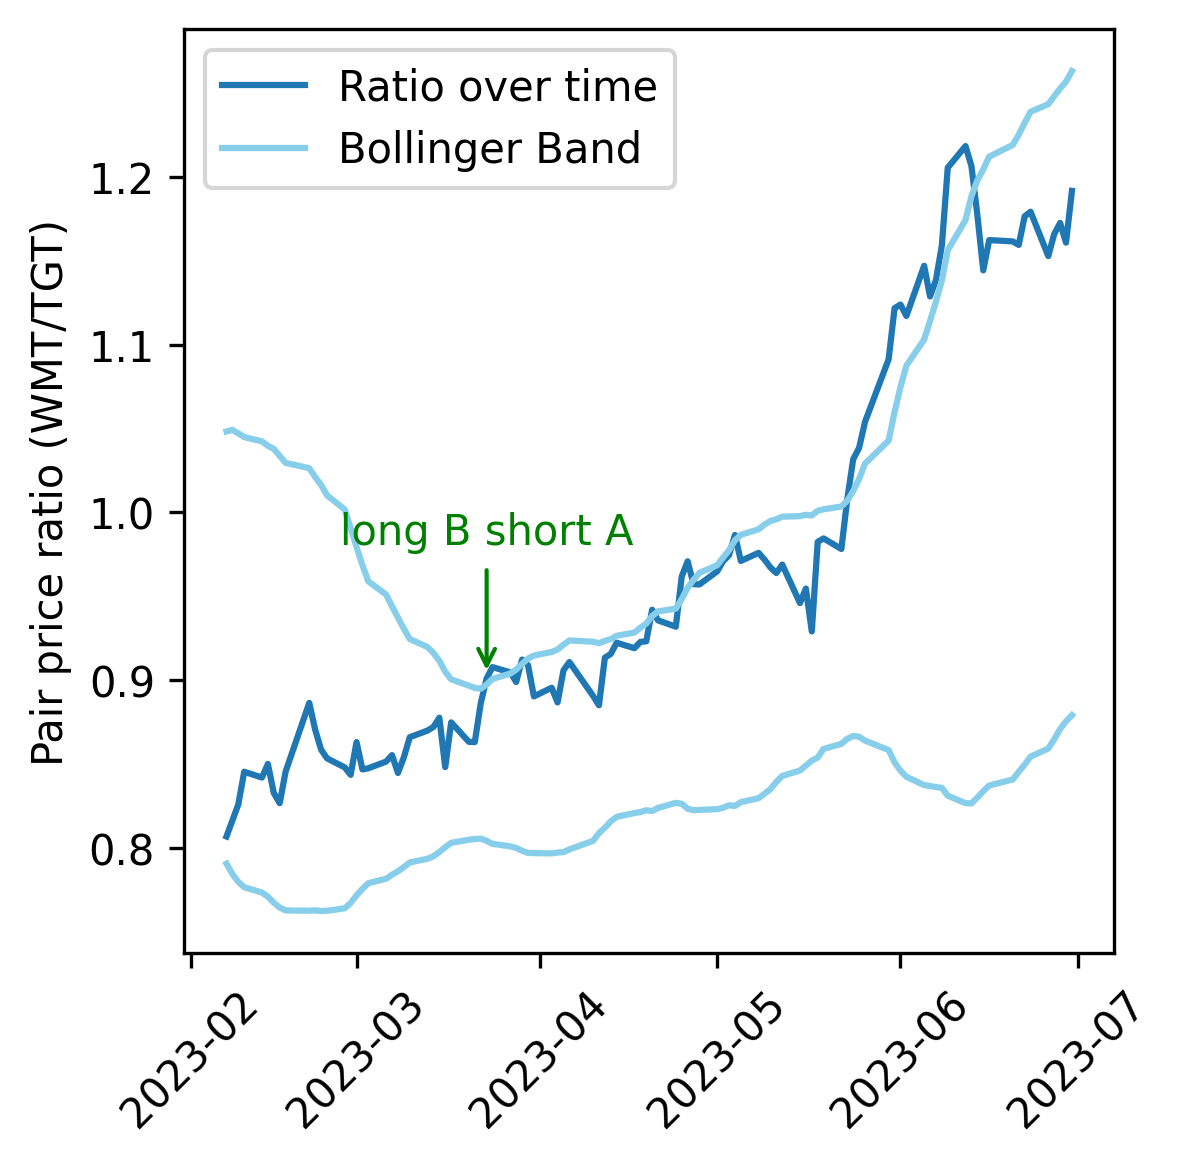 Ratio over time
Bollinger Band
Pair price ratio (WMT/TGT)
1.2
1.1
1.0
0.9
0.8
long B short A
2023-02
2023-03
2023-04
2023-05
2023-06
2023-07